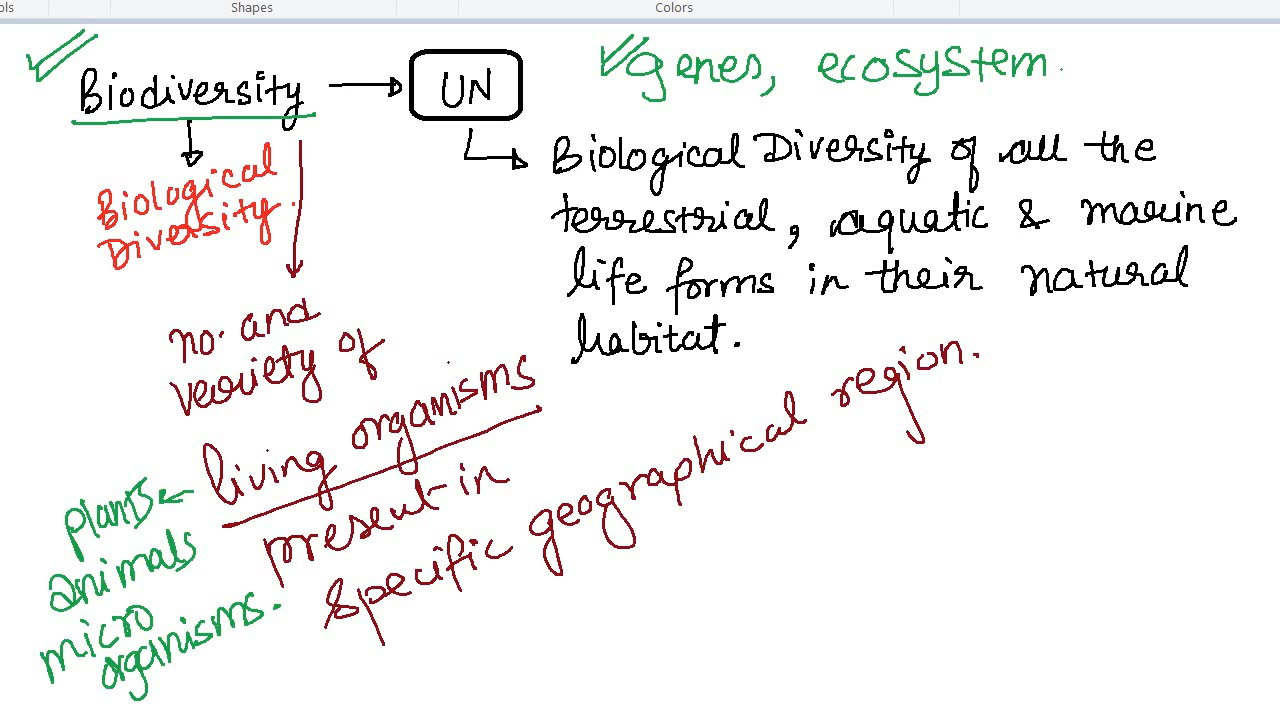 ols Shapes Colors
Biodiversity → UN
genes, ecosystem.
Biological
Diversity.
Biological Diversity of all the
terrestrial, aquatic & marine
life forms in their natural
habitat.
no. and
variety of
living organisms
present in
specific geographical region.
plants ←
animals
micro
organisms.